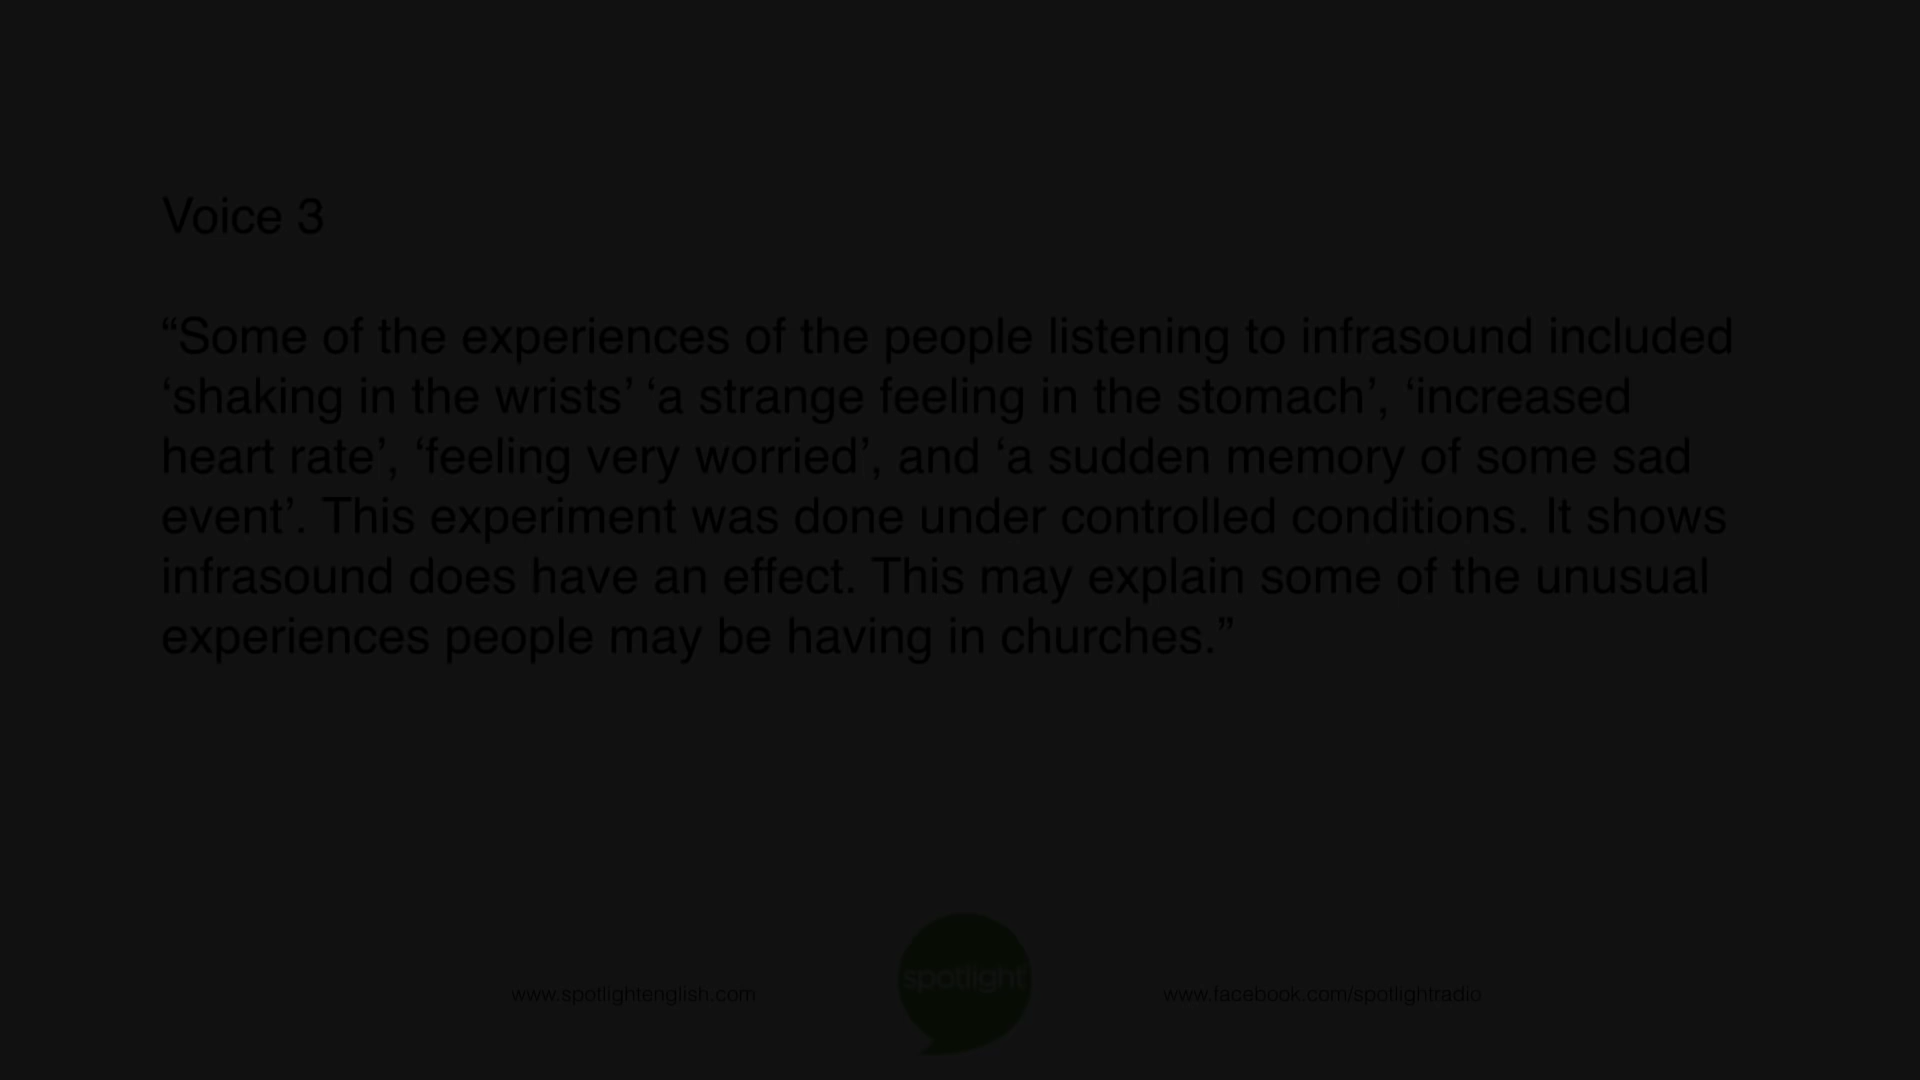 Voice 3
“Some of the experiences of the people listening to infrasound included
‘shaking in the wrists’ ‘a strange feeling in the stomach’, ‘increased
heart rate’, ‘feeling very worried’, and ‘a sudden memory of some sad
event’. This experiment was done under controlled conditions. It shows
infrasound does have an effect. This may explain some of the unusual
experiences people may be having in churches.”
spotlight
www.spotlightenglish.com
www.facebook.com/spotlightradio